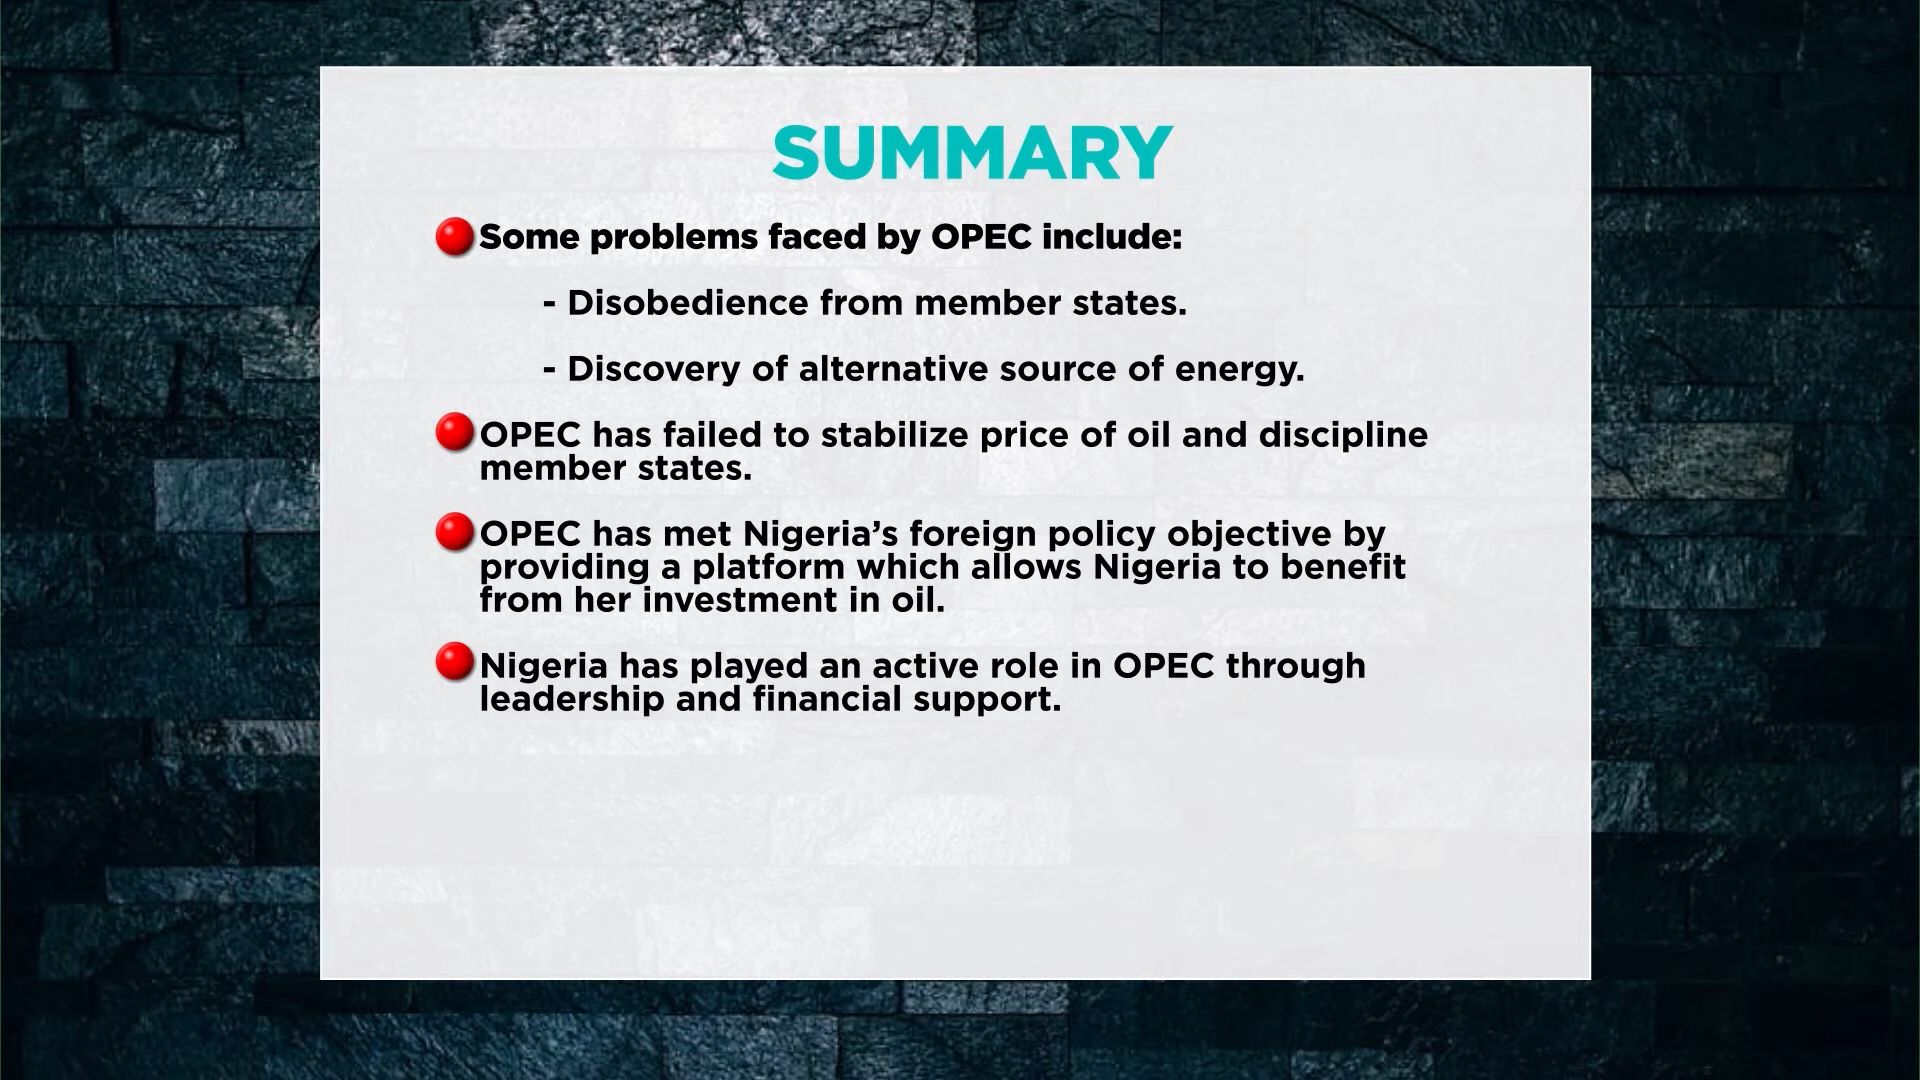 SUMMARY
Some problems faced by OPEC include:
- Disobedience from member states.
- Discovery of alternative source of energy.
OPEC has failed to stabilize price of oil and discipline
member states.
OPEC has met Nigeria’s foreign policy objective by
providing a platform which allows Nigeria to benefit
from her investment in oil.
Nigeria has played an active role in OPEC through
leadership and financial support.